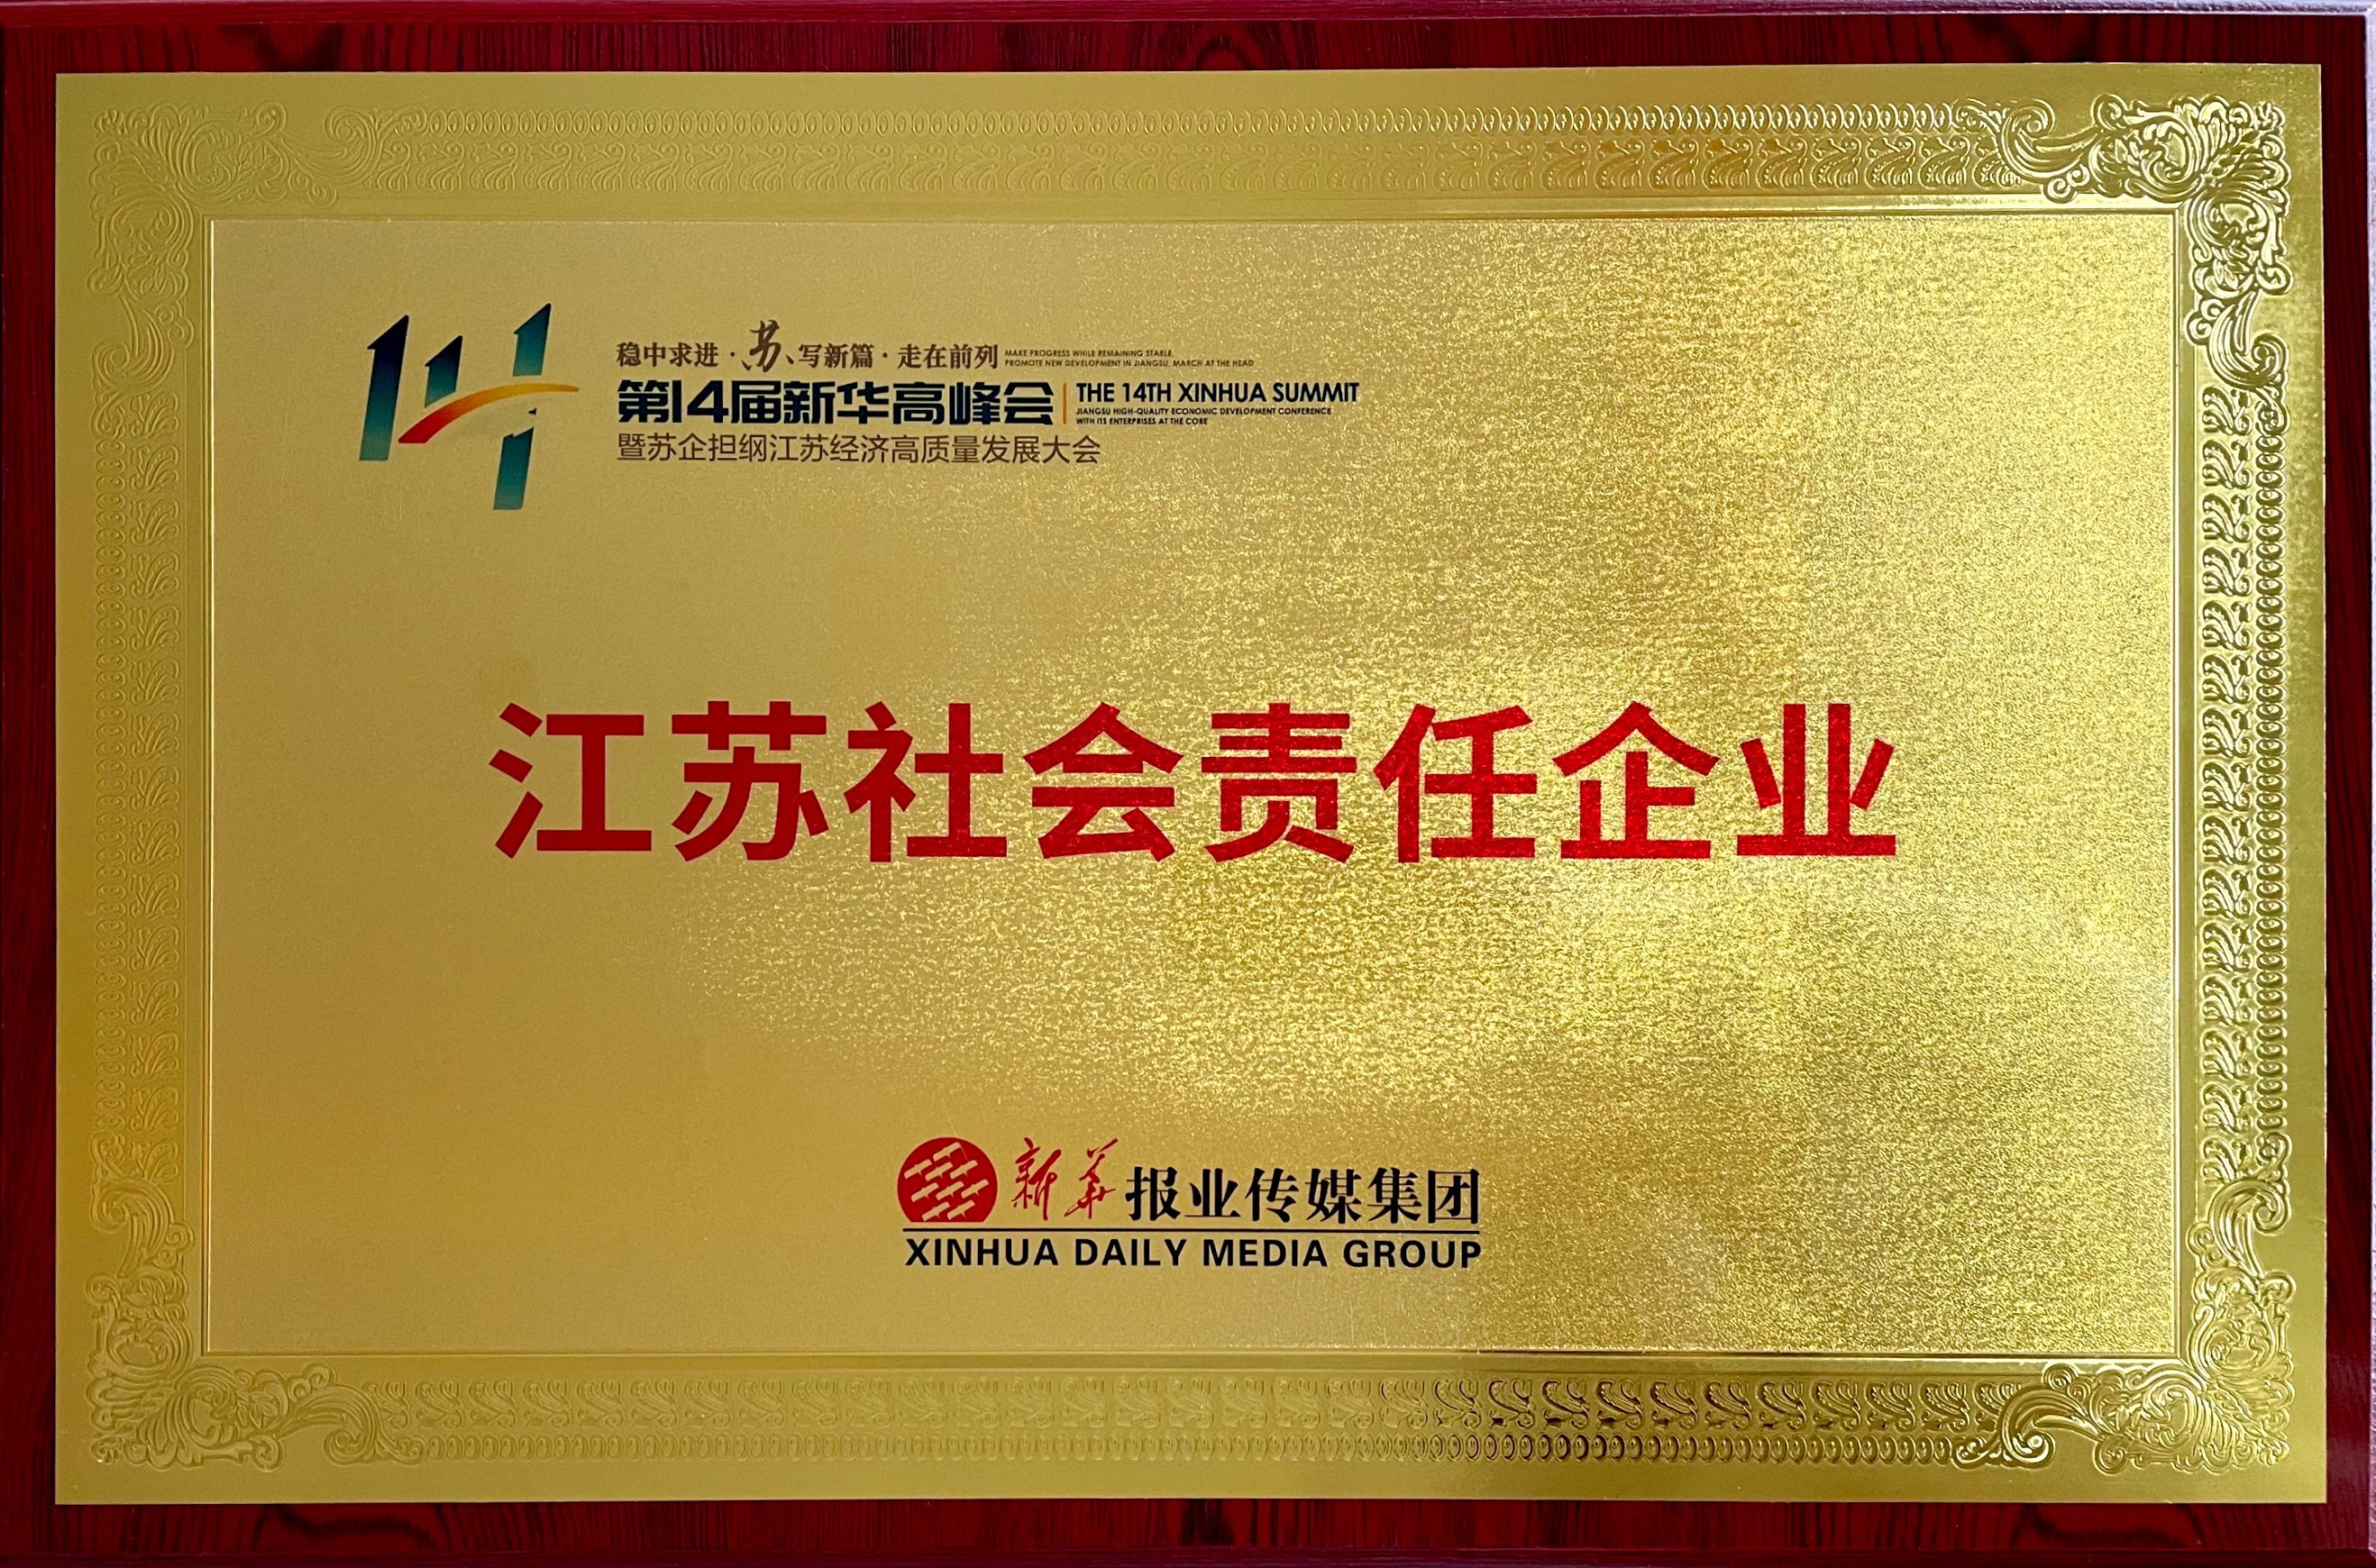 14
稳中求进·苏写新篇·走在前列 MAKE PROGRESS WHILE REMAINING STABLE,
PROMOTE NEW DEVELOPMENT IN JIANGSU, MARCH AT THE HEAD
第14届新华高峰会 THE 14TH XINHUA SUMMIT
JIANGSU HIGH-QUALITY ECONOMIC DEVELOPMENT CONFERENCE
WITH ITS ENTERPRISES AT THE CORE
暨苏企担纲江苏经济高质量发展大会
江苏社会责任企业
新华报业传媒集团
XINHUA DAILY MEDIA GROUP